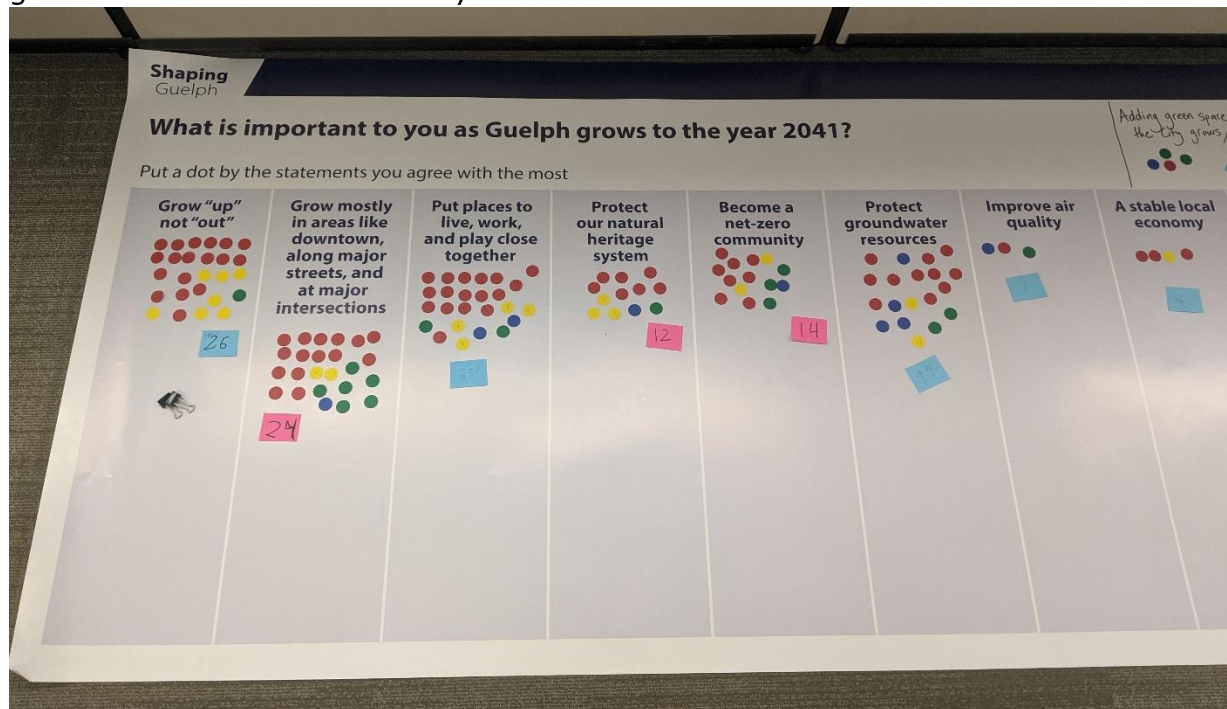 Shaping
Guelph
What is important to you as Guelph grows to the year 2041?
Adding green space
the city grows,
Put a dot by the statements you agree with the most
Grow "up"
not "out"
26
Grow mostly
in areas like
downtown,
along major
streets, and
at major
intersections
24
Put places to
live, work,
and play close
together
Protect
our natural
heritage
system
12
Become a
net-zero
community
14
Protect
groundwater
resources
19
Improve air
quality
A stable local
economy